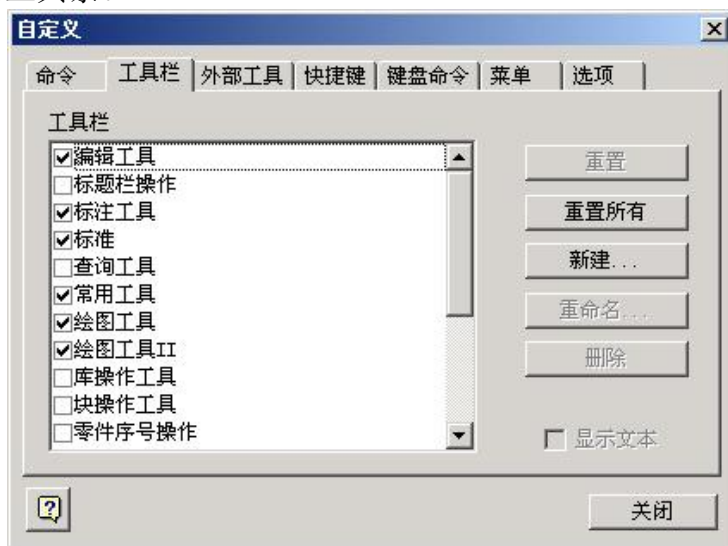 自定义
命令 工具栏 外部工具 快捷键 键盘命令 菜单 选项
工具栏
编辑工具
标题栏操作
标注工具
标准
查询工具
常用工具
绘图工具
绘图工具II
库操作工具
块操作工具
零件序号操作
重置
重置所有
新建...
重命名...
删除
显示文本
关闭